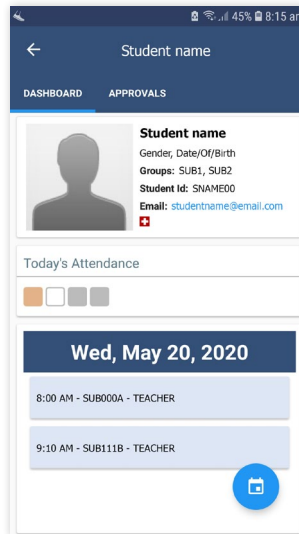 45% 8:15 am
Student name
DASHBOARD APPROVALS
Student name
Gender, Date/Of/Birth
Groups: SUB1, SUB2
Student Id: SNAME00
Email: studentname@email.com
Today's Attendance
Wed, May 20, 2020
8:00 AM - SUB000A - TEACHER
9:10 AM - SUB111B - TEACHER